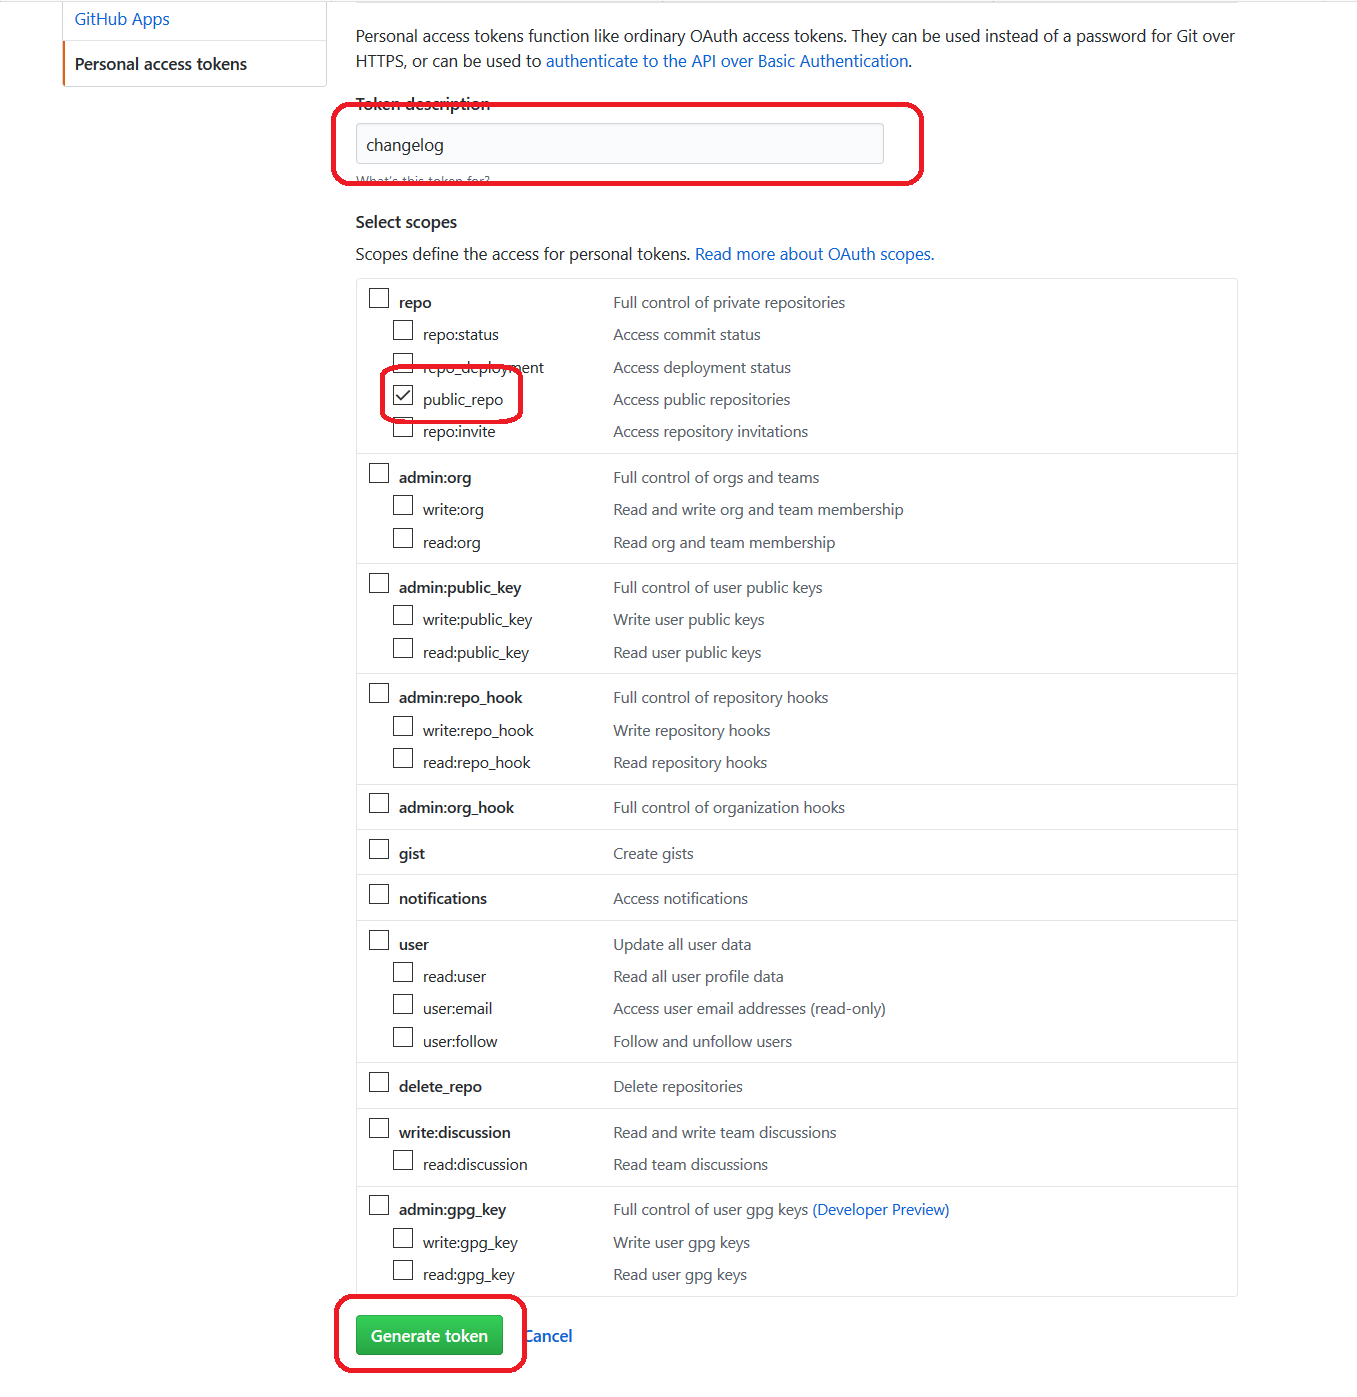 GitHub Apps
Personal access tokens
Personal access tokens function like ordinary OAuth access tokens. They can be used instead of a password for Git over
HTTPS, or can be used to authenticate to the API over Basic Authentication.
Token description
changelog
What's this token for?
Select scopes
Scopes define the access for personal tokens. Read more about OAuth scopes.
repo Full control of private repositories
repo:status Access commit status
repo_deployment Access deployment status
public_repo Access public repositories
repo:invite Access repository invitations
admin:org Full control of orgs and teams
write:org Read and write org and team membership
read:org Read org and team membership
admin:public_key Full control of user public keys
write:public_key Write user public keys
read:public_key Read user public keys
admin:repo_hook Full control of repository hooks
write:repo_hook Write repository hooks
read:repo_hook Read repository hooks
admin:org_hook Full control of organization hooks
gist Create gists
notifications Access notifications
user Update all user data
read:user Read all user profile data
user:email Access user email addresses (read-only)
user:follow Follow and unfollow users
delete_repo Delete repositories
write:discussion Read and write team discussions
read:discussion Read team discussions
admin:gpg_key Full control of user gpg keys (Developer Preview)
write:gpg_key Write user gpg keys
read:gpg_key Read user gpg keys
Generate token Cancel